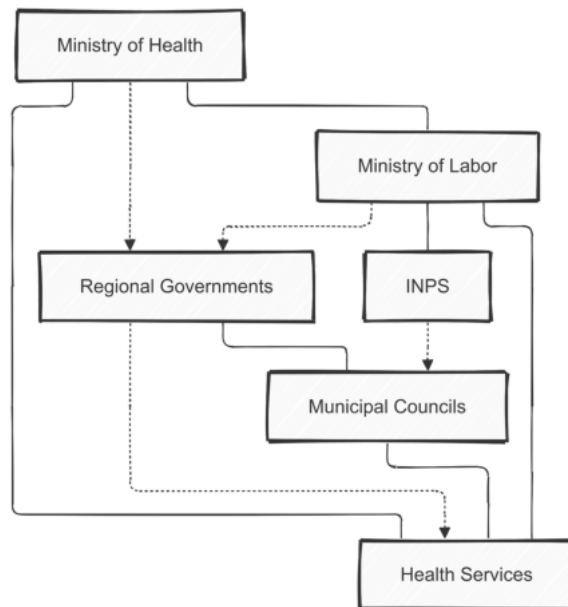 Ministry of Health
Ministry of Labor
Regional Governments
INPS
Municipal Councils
Health Services